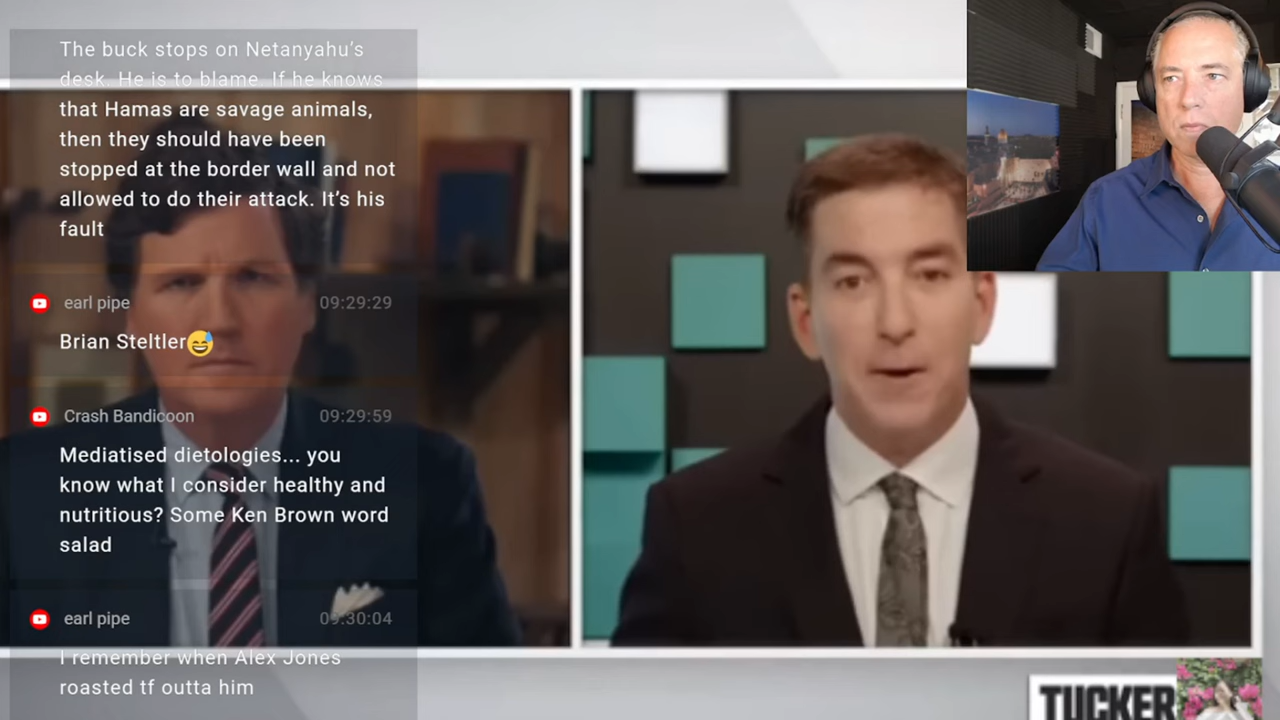 The buck stops on Netanyahu's
desk. He is to blame. If he knows
that Hamas are savage animals,
then they should have been
stopped at the border wall and not
allowed to do their attack. It's his
fault
earl pipe 09:29:29
Brian Steltler😅
Crash Bandicoon 09:29:59
Mediatised dietologies... you
know what I consider healthy and
nutritious? Some Ken Brown word
salad
earl pipe 09:30:04
I remember when Alex Jones
roasted tf outta him
TUCKER